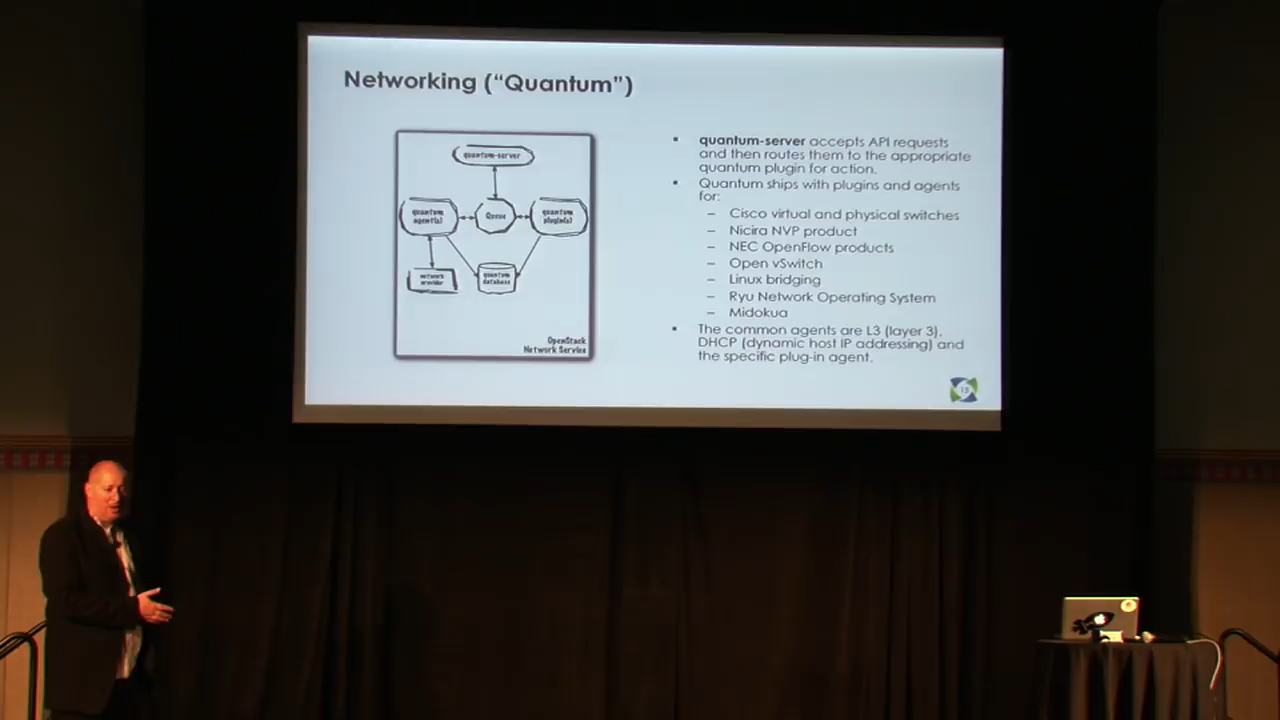 Networking ("Quantum")
quantum-server
quantum
agent(s)
Queue
quantum
plugin(s)
network
provider
quantum
database
OpenStack
Network Service
▪ quantum-server accepts API requests
and then routes them to the appropriate
quantum plugin for action.
▪ Quantum ships with plugins and agents
for:
– Cisco virtual and physical switches
– Nicira NVP product
– NEC OpenFlow products
– Open vSwitch
– Linux bridging
– Ryu Network Operating System
– Midokua
▪ The common agents are L3 (layer 3),
DHCP (dynamic host IP addressing) and
the specific plug-in agent.